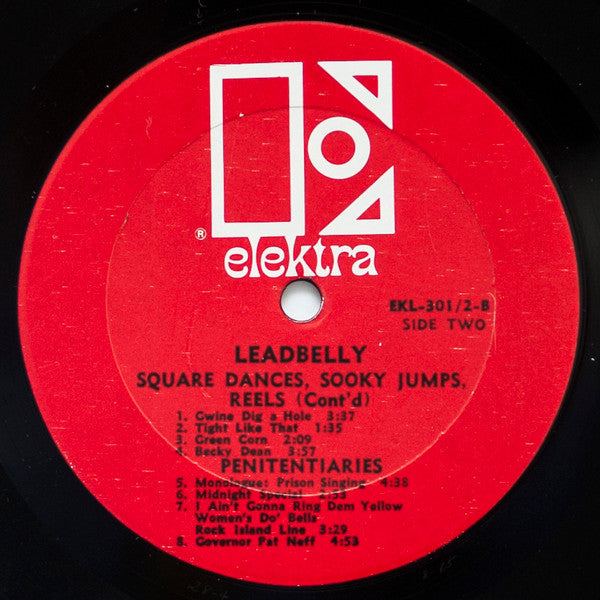 ®
elektra
EKL-301/2-B
SIDE TWO
LEADBELLY
SQUARE DANCES, SOOKY JUMPS,
REELS (Cont'd)
1. Gwine Dig a Hole 3:37
2. Tight Like That 1:35
3. Green Corn 2:09
4. Becky Dean 3:57
PENITENTIARIES
5. Monologue: Prison Singing 4:38
6. Midnight Special 2:53
7. I Ain't Gonna Ring Dem Yallow
Women's Do' Bells
Rock Island Line 3:29
8. Governor Pat Neff 4:53